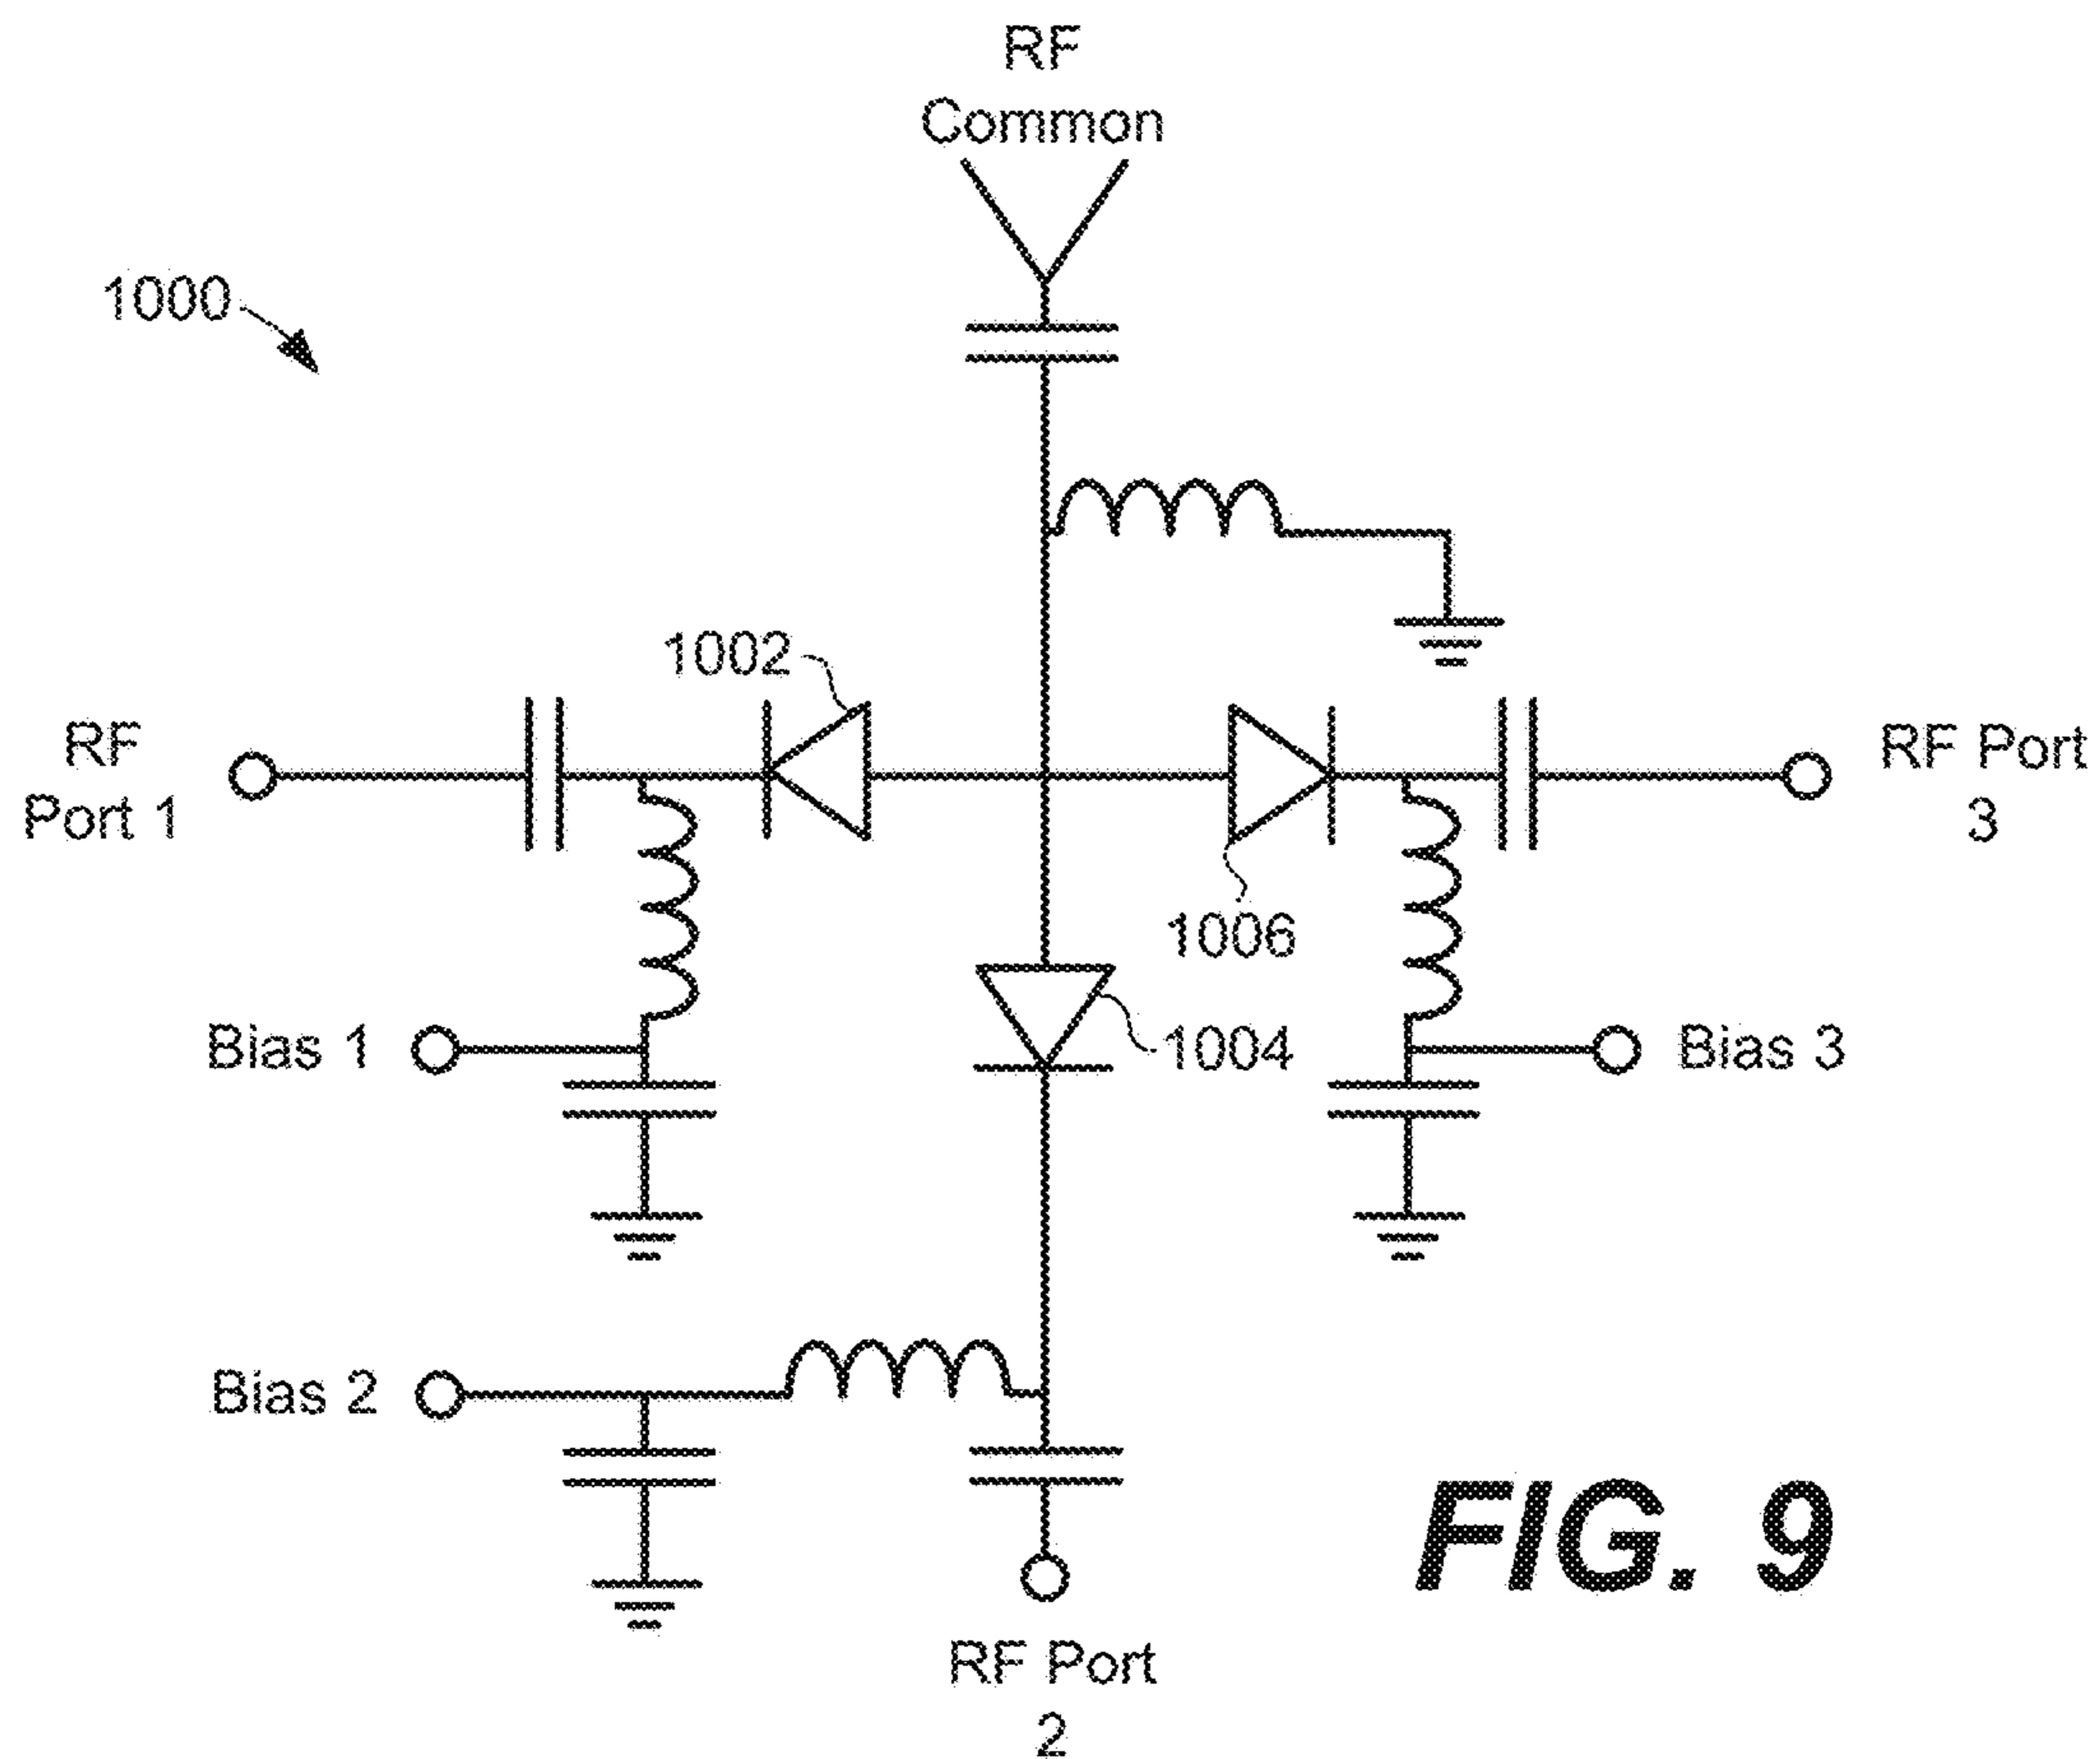 RF
Common
1000
1002
RF
Port 1
RF Port
3
1006
1004
Bias 1
Bias 3
Bias 2
FIG. 9
RF Port
2